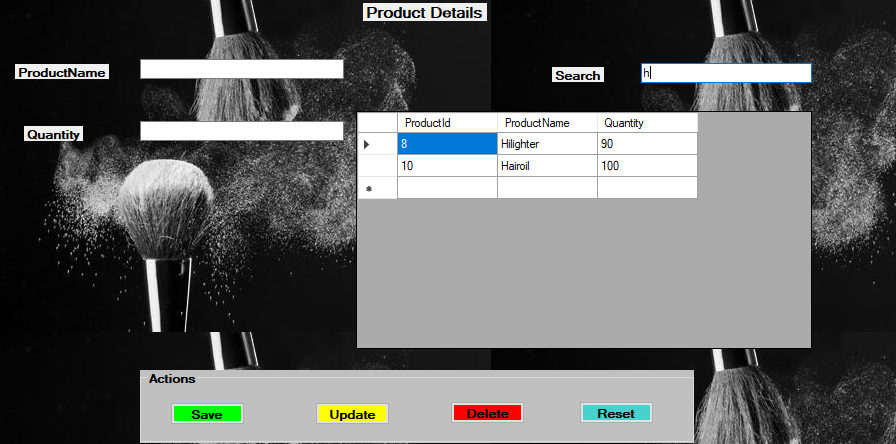 Product Details
ProductName
Search
h
Quantity
ProductId ProductName Quantity
8 Hilighter 90
10 Hairoil 100
Actions
Save Update Delete Reset